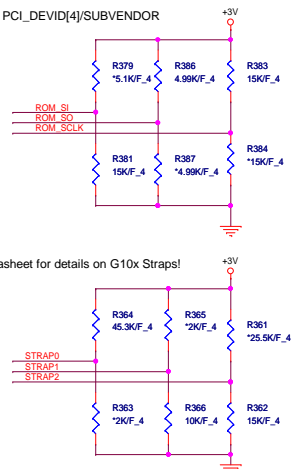 PCI_DEVID[4]/SUBVENDOR
+3V
R379
*5.1K/F_4
R386
4.99K/F_4
R383
15K/F_4
ROM_SI
ROM_SO
ROM_SCLK
R381
15K/F_4
R387
*4.99K/F_4
R384
*15K/F_4
asheet for details on G10x Straps!
+3V
R364
45.3K/F_4
R365
*2K/F_4
R361
*25.5K/F_4
STRAP0
STRAP1
STRAP2
R363
*2K/F_4
R366
10K/F_4
R362
15K/F_4